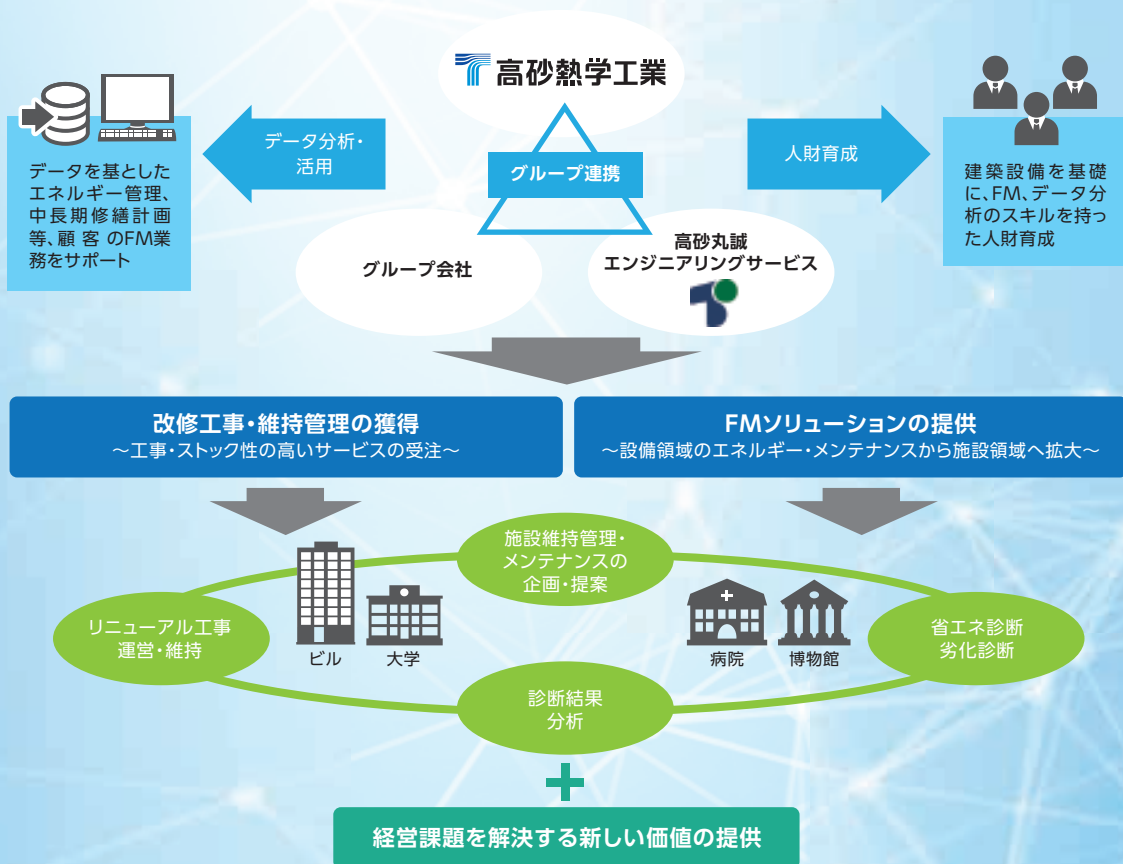 高砂熱学工業
データ分析・
活用
グループ連携
人財育成
データを基とした
エネルギー管理、
中長期修繕計画
等、顧客のFM業
務をサポート
建築設備を基礎
に、FM、データ分
析のスキルを持っ
た人財育成
グループ会社
高砂丸誠
エンジニアリングサービス
改修工事・維持管理の獲得
～工事・ストック性の高いサービスの受注～
FMソリューションの提供
～設備領域のエネルギー・メンテナンスから施設領域へ拡大～
施設維持管理・
メンテナンスの
企画・提案
リニューアル工事
運営・維持
ビル
大学
病院
博物館
省エネ診断
劣化診断
診断結果
分析
経営課題を解決する新しい価値の提供